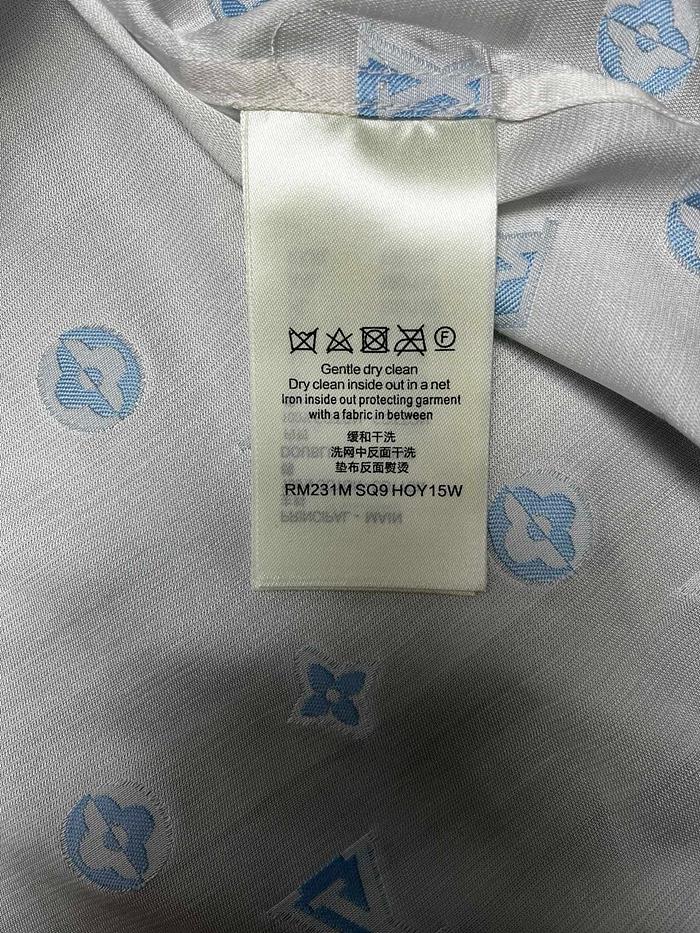 F
Gentle dry clean
Dry clean inside out in a net
Iron inside out protecting garment
with a fabric in between
缓和干洗
洗网中反面干洗
垫布反面熨烫
RM231M SQ9 HOY15W
PRINCIPAL - MAIN